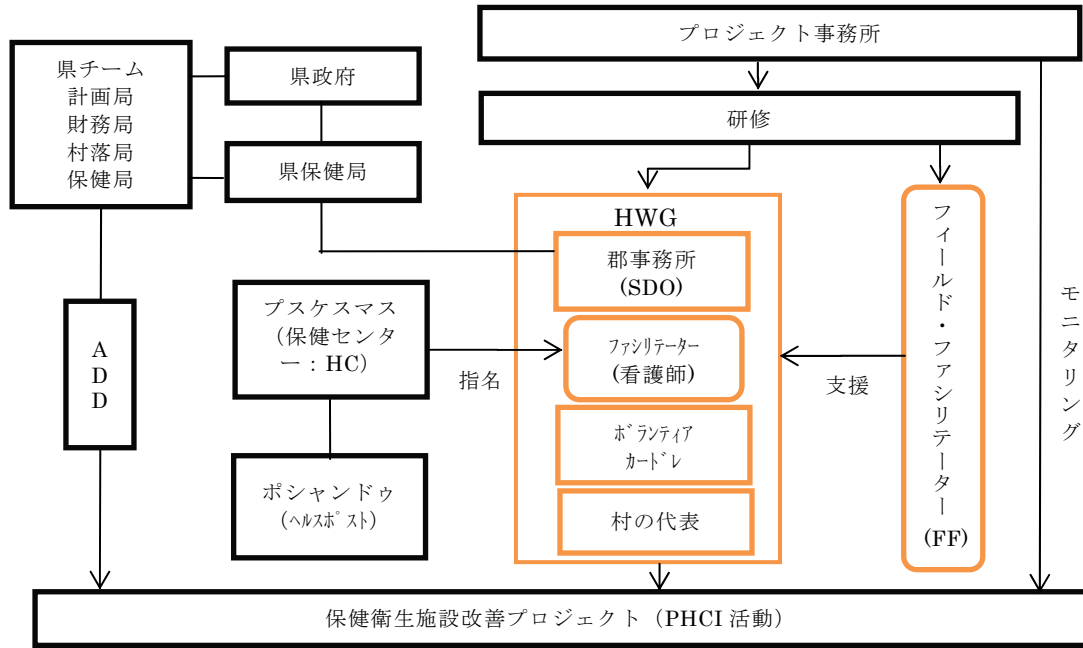 プロジェクト事務所
県チーム
計画局
財務局
村落局
保健局
県政府
研修
県保健局
HWG
郡事務所
(SDO)
プスケスマス
(保健センタ
ー:HC)
指名
ファシリテーター
(看護師)
支援
フィールド・ファシリテーター
(FF)
モニタリング
ADD
ボランティア
カードレ
ポシャンドゥ
(ヘルスポスト)
村の代表
保健衛生施設改善プロジェクト(PHCI 活動)